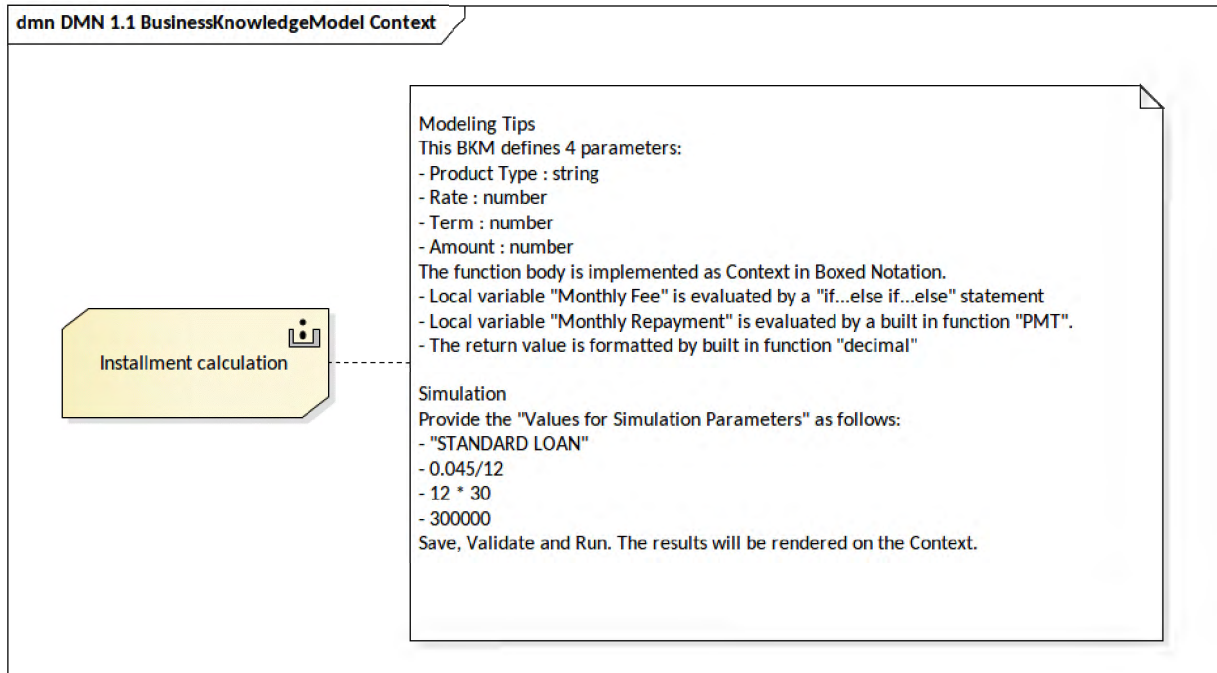 dmn DMN 1.1 BusinessKnowledgeModel Context
Installment calculation
Modeling Tips
This BKM defines 4 parameters:
- Product Type : string
- Rate : number
- Term : number
- Amount : number
The function body is implemented as Context in Boxed Notation.
- Local variable "Monthly Fee" is evaluated by a "if...else if...else" statement
- Local variable "Monthly Repayment" is evaluated by a built in function "PMT".
- The return value is formatted by built in function "decimal"
Simulation
Provide the "Values for Simulation Parameters" as follows:
- "STANDARD LOAN"
- 0.045/12
- 12 * 30
- 300000
Save, Validate and Run. The results will be rendered on the Context.